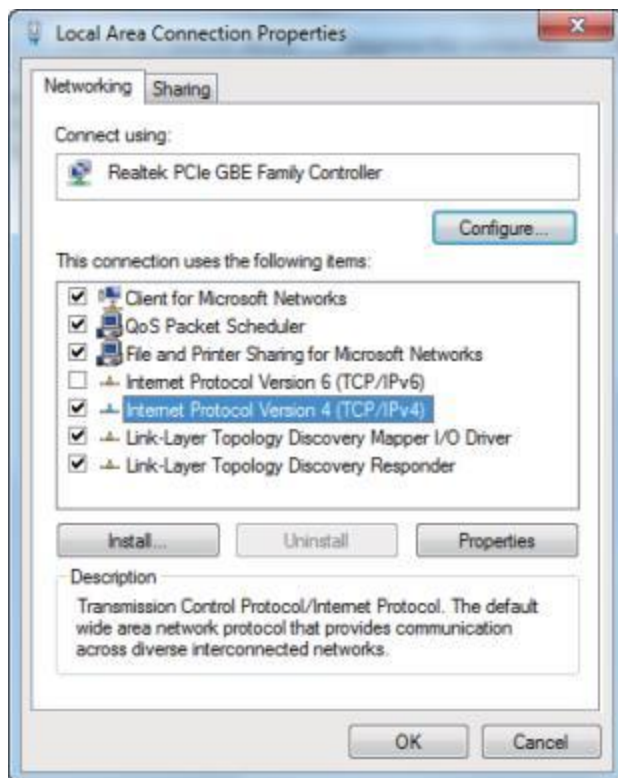 Local Area Connection Properties
Networking
Sharing
Connect using:
Realtek PCIe GBE Family Controller
Configure...
This connection uses the following items:
Client for Microsoft Networks
QoS Packet Scheduler
File and Printer Sharing for Microsoft Networks
Internet Protocol Version 6 (TCP/IPv6)
Internet Protocol Version 4 (TCP/IPv4)
Link-Layer Topology Discovery Mapper I/O Driver
Link-Layer Topology Discovery Responder
Install...
Uninstall
Properties
Description
Transmission Control Protocol/Internet Protocol. The default
wide area network protocol that provides communication
across diverse interconnected networks.
OK
Cancel